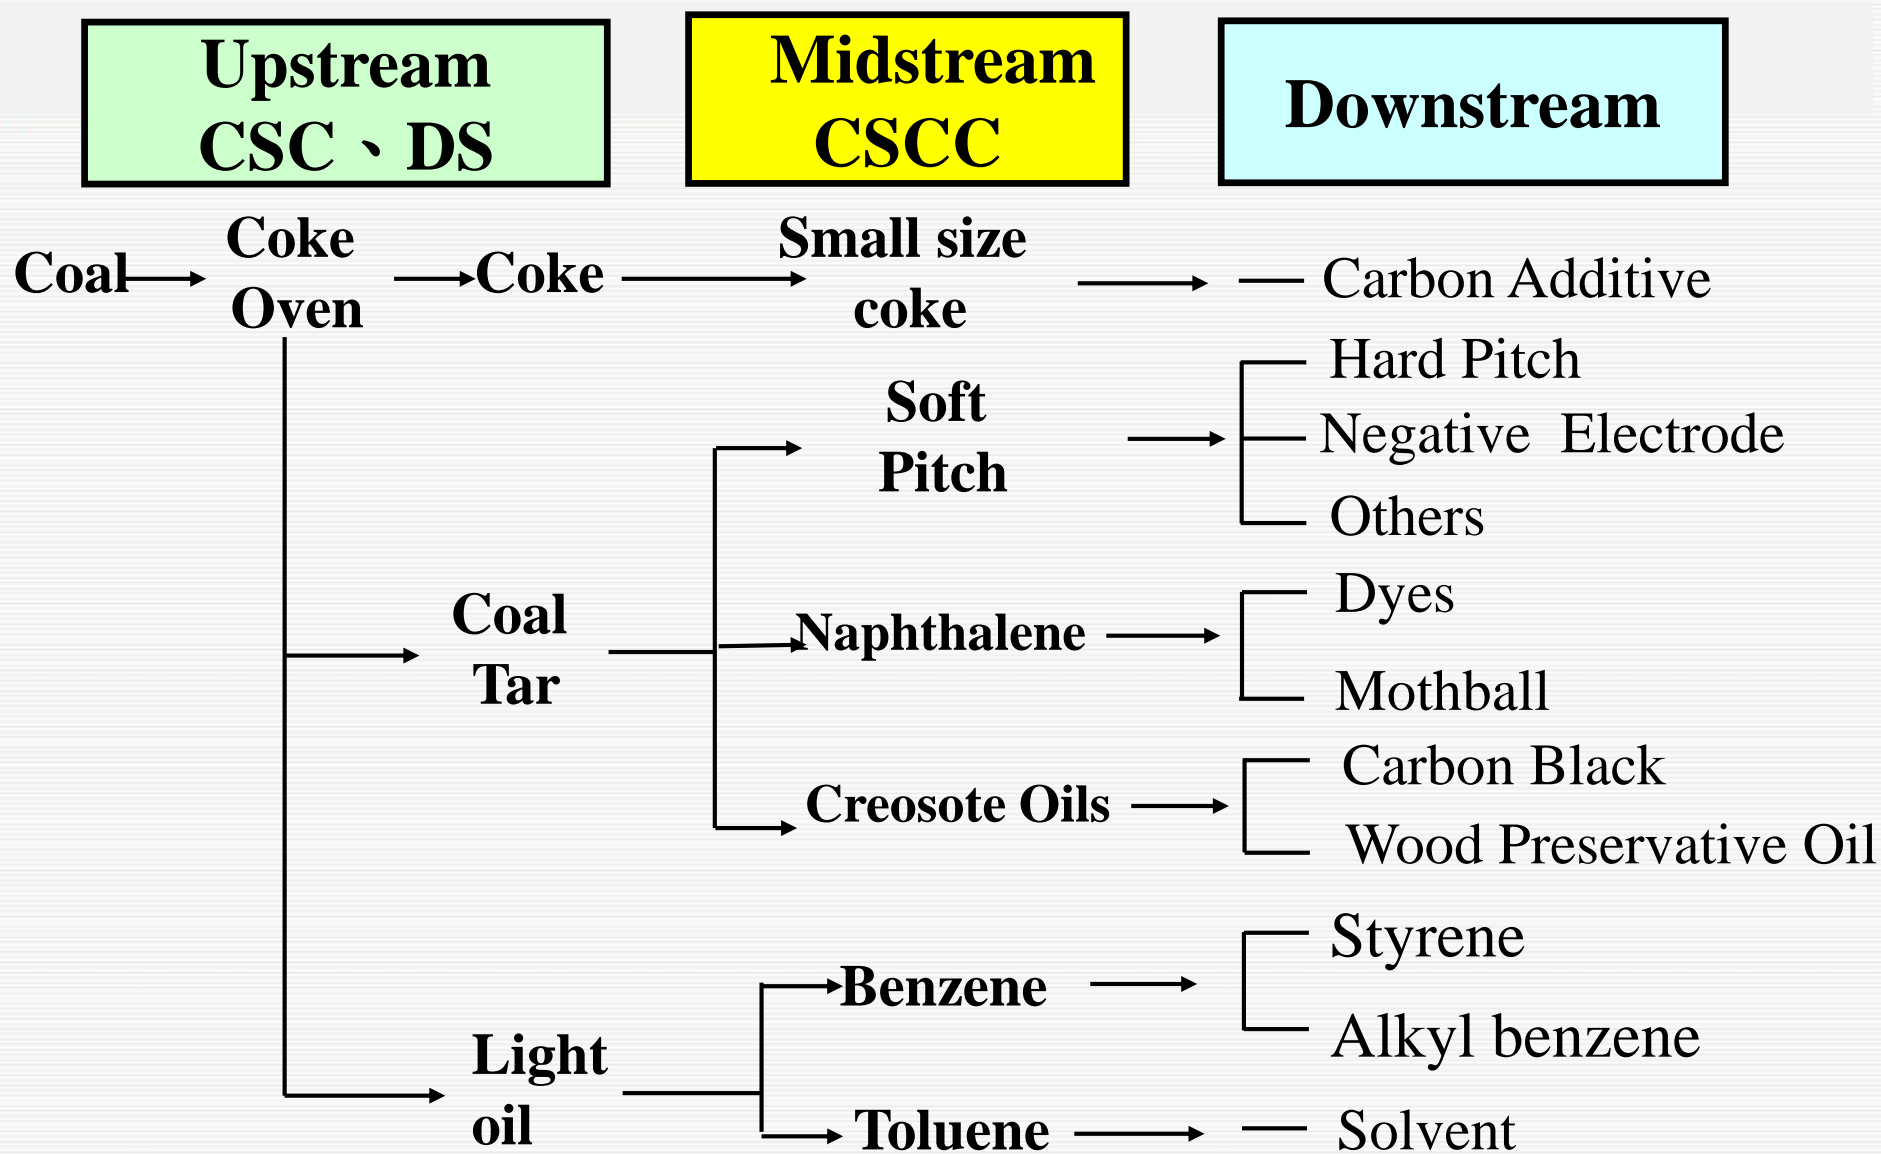 Upstream
CSC、DS
Midstream
CSCC
Downstream
Coal
Coke
Oven
Coke
Small size
coke
Carbon Additive
Soft
Pitch
Hard Pitch
Negative Electrode
Others
Coal
Tar
Naphthalene
Dyes
Mothball
Creosote Oils
Carbon Black
Wood Preservative Oil
Light
oil
Benzene
Styrene
Alkyl benzene
Toluene
Solvent